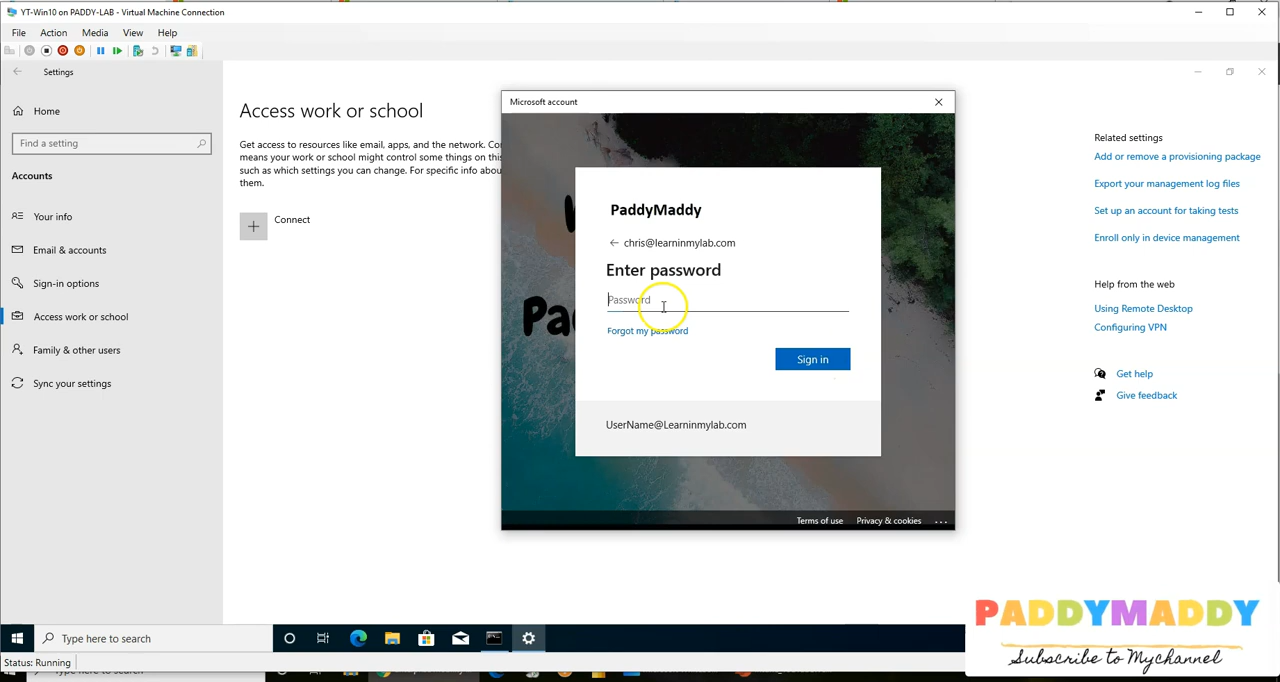 YT-Win10 on PADDY-LAB - Virtual Machine Connection
File Action Media View Help
Settings
Home
Find a setting
Accounts
Your info
Email & accounts
Sign-in options
Access work or school
Family & other users
Sync your settings
Access work or school
Get access to resources like email, apps, and the network.
means your work or school might control some things on
such as which settings you can change. For specific info
them.
Connect
Microsoft account
PaddyMaddy
chris@learninmylab.com
Enter password
Password
Forgot my password
Sign in
UserName@Learninmylab.com
Terms of use Privacy & cookies ...
Related settings
Add or remove a provisioning package
Export your management log files
Set up an account for taking tests
Enroll only in device management
Help from the web
Using Remote Desktop
Configuring VPN
Get help
Give feedback
PADDYMADDY
Subscribe to Mychannel
Type here to search
Status: Running